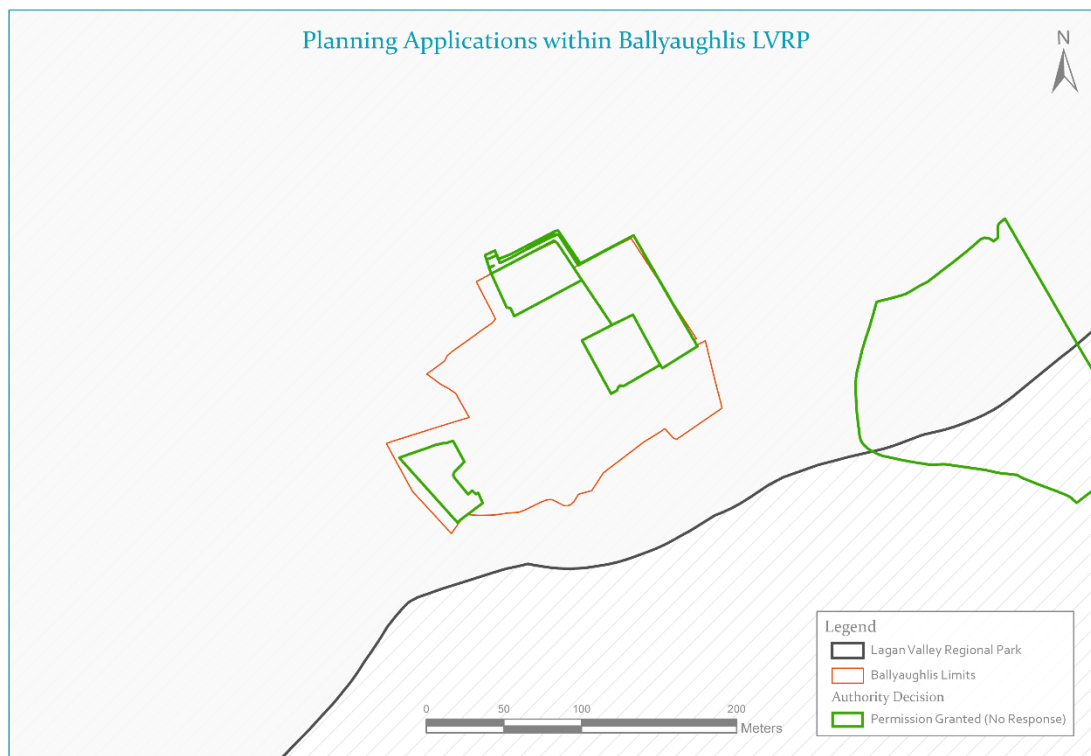 Planning Applications within Ballyaughlis LVRP
N
Legend
Lagan Valley Regional Park
Ballyaughlis Limits
Authority Decision
Permission Granted (No Response)
0 50 100 200
Meters